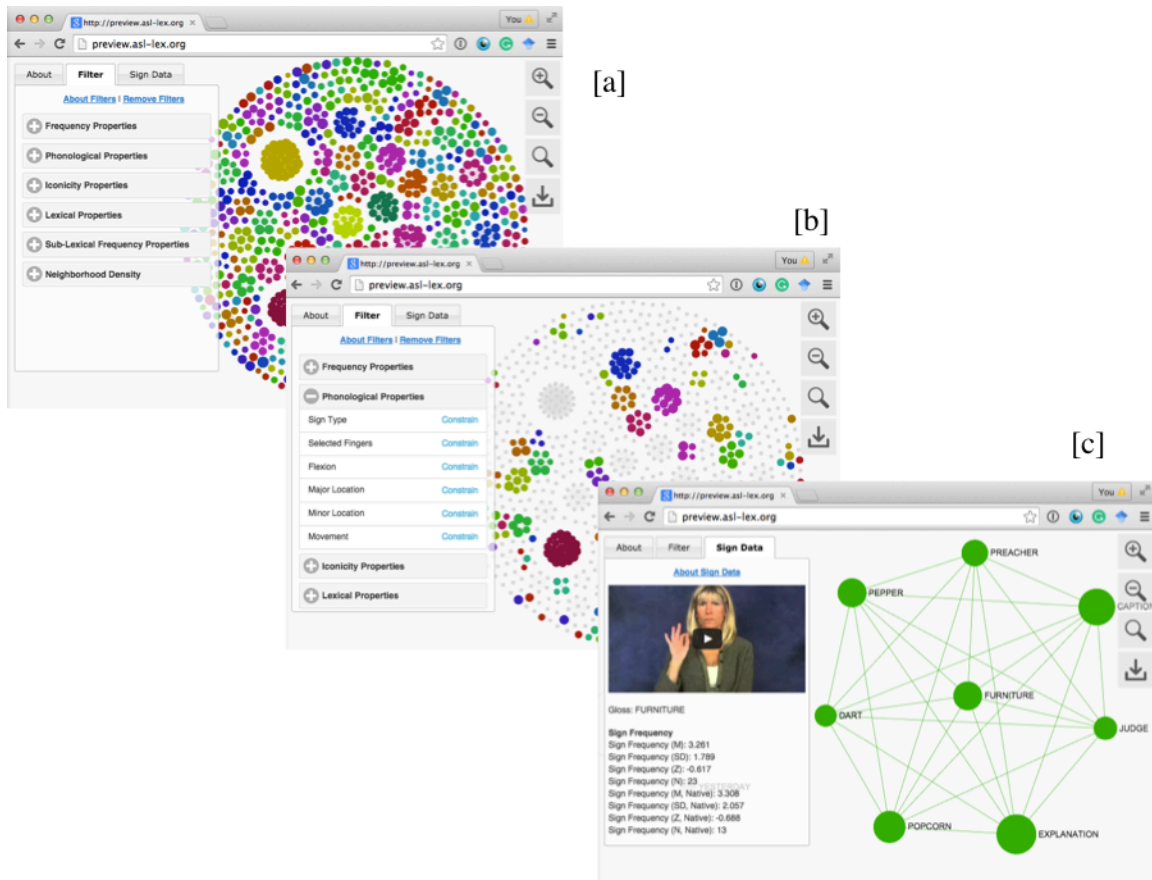 http://preview.asl-lex.org
You
preview.asl-lex.org
About
Filter
Sign Data
About Filters | Remove Filters
Frequency Properties
Phonological Properties
Iconicity Properties
Lexical Properties
Sub-Lexical Frequency Properties
Neighborhood Density
[a]
[b]
http://preview.asl-lex.org
You
preview.asl-lex.org
About
Filter
Sign Data
About Filters | Remove Filters
Frequency Properties
Phonological Properties
Sign Type Constrain
Selected Fingers Constrain
Flexion Constrain
Major Location Constrain
Minor Location Constrain
Movement Constrain
Iconicity Properties
Lexical Properties
[c]
http://preview.asl-lex.org
You
preview.asl-lex.org
About
Filter
Sign Data
About Sign Data
Gloss: FURNITURE
Sign Frequency
Sign Frequency (M): 3.261
Sign Frequency (SD): 1.789
Sign Frequency (Z): -0.617
Sign Frequency (N): 23
YESTERDAY
Sign Frequency (M, Native): 3.308
Sign Frequency (SD, Native): 2.057
Sign Frequency (Z, Native): -0.688
Sign Frequency (N, Native): 13
PREACHER
PEPPER
CAPTION
FURNITURE
DART
JUDGE
POPCORN
EXPLANATION